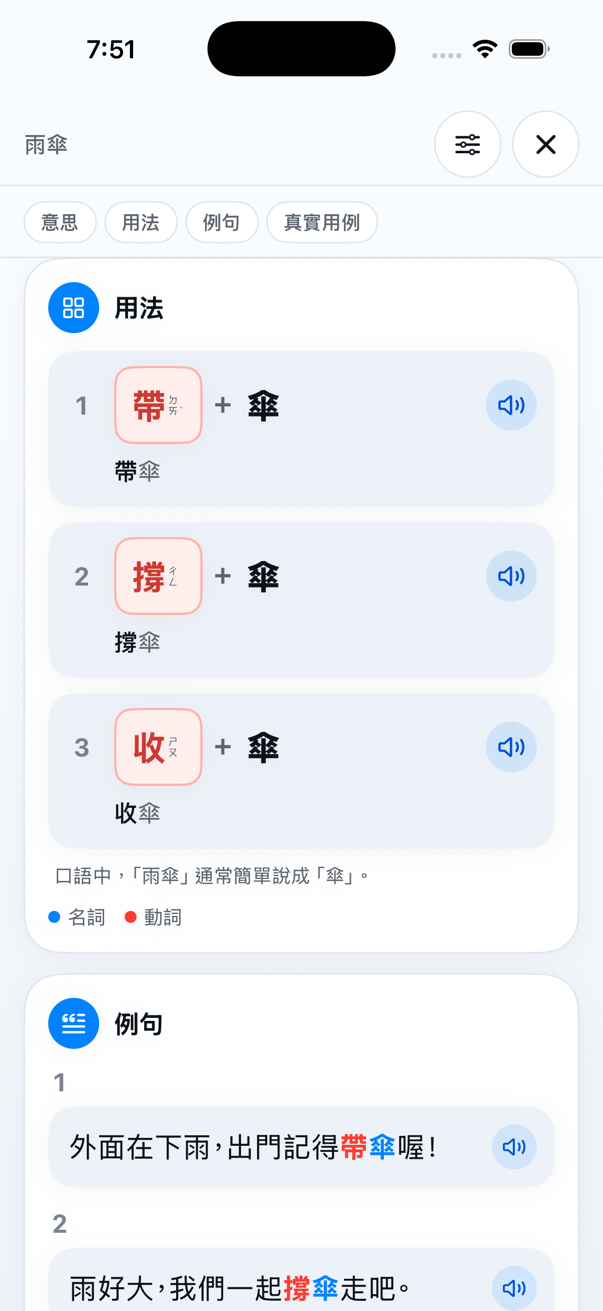 7:51
雨傘
意思 用法 例句 真實用例
用法
1 帶ㄉㄞˋ + 傘
帶傘
2 撐ㄔㄥ + 傘
撐傘
3 收ㄕㄡ + 傘
收傘
口語中，「雨傘」通常簡單說成「傘」。
名詞 動詞
例句
1
外面在下雨，出門記得帶傘喔！
2
雨好大，我們一起撐傘走吧。